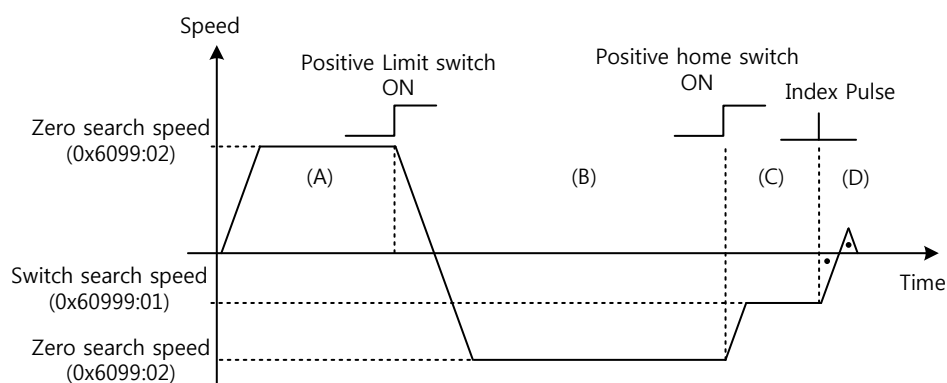 Speed
Positive Limit switch
ON
Positive home switch
ON
Index Pulse
Zero search speed
(0x6099:02)
(A)
(B)
(C)
(D)
Switch search speed
(0x60999:01)
Time
Zero search speed
(0x6099:02)